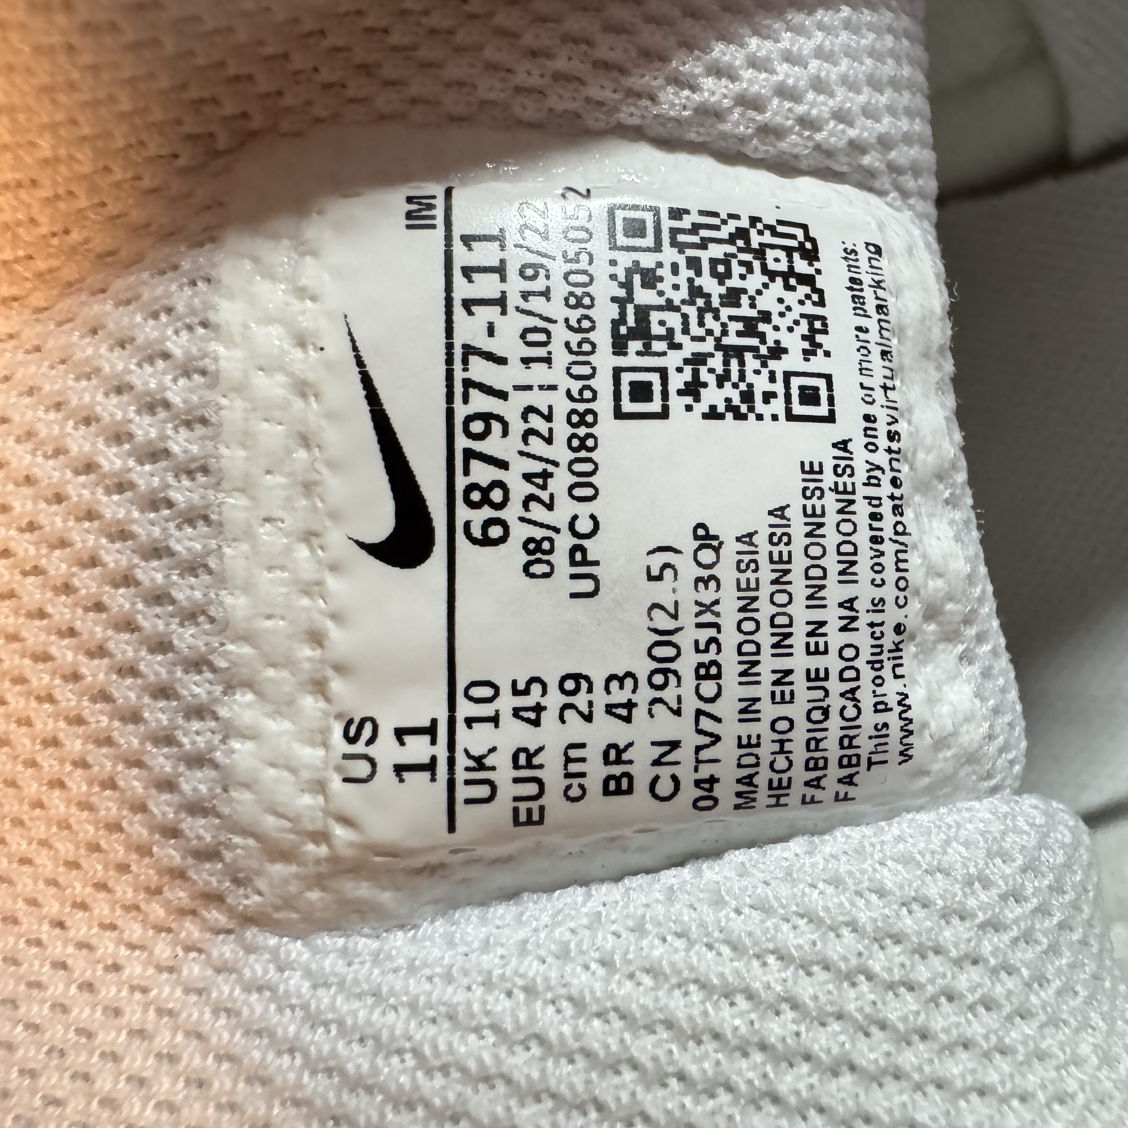 US
11
IM
UK 10
EUR 45
cm 29
BR 43
CN 290(2.5)
687977-111
08/24/22 10/19/22
UPC 00886066805052
04TV7CB5JX3QP
MADE IN INDONESIA
HECHO EN INDONESIA
FABRIQUE EN INDONESIE
FABRICADO NA INDONÉSIA
This product is covered by one or more patents:
www.nike.com/patentsvirtualmarking